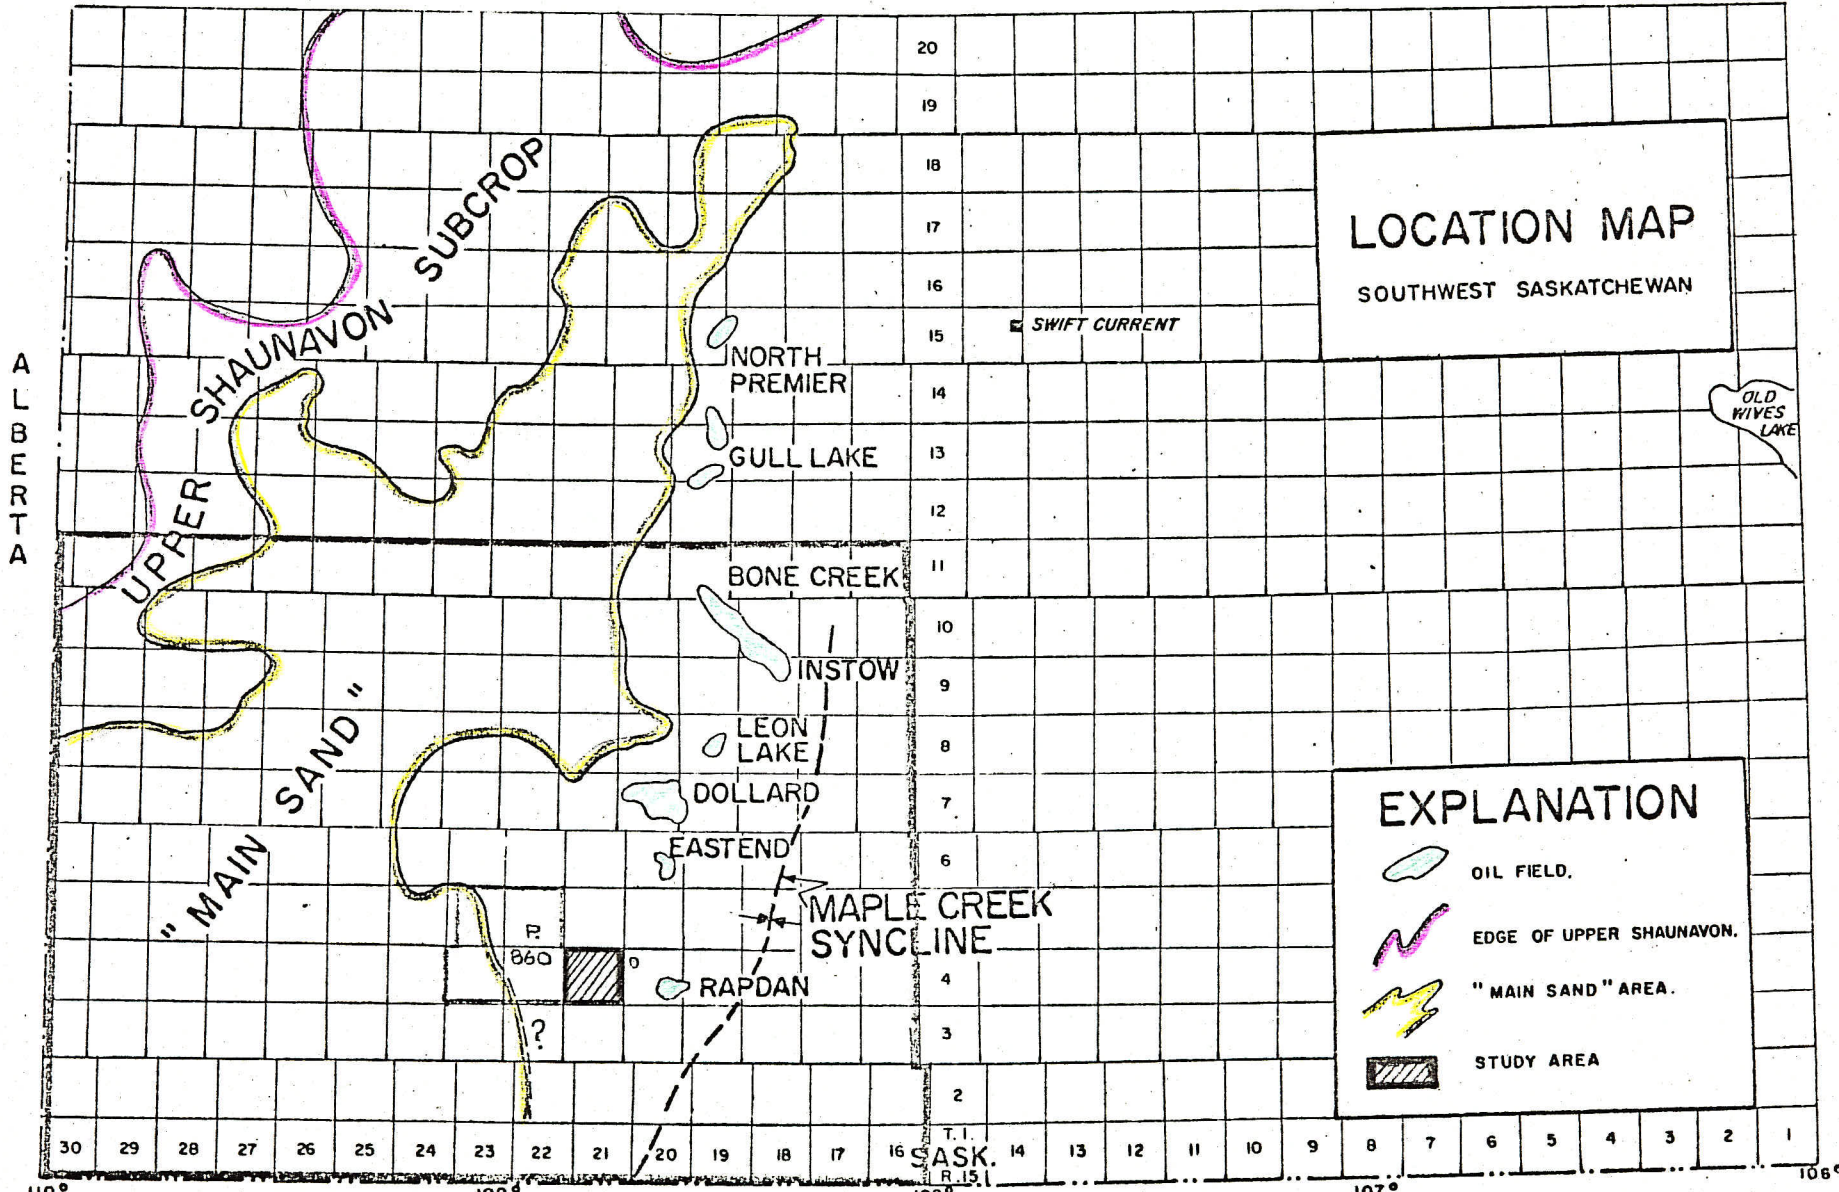 20
19
18
17
16
15
14
13
12
11
10
9
8
7
6
4
3
2
T. 1.
SASK.
R. 15
LOCATION MAP
SOUTHWEST SASKATCHEWAN
SWIFT CURRENT
OLD
WIVES
LAKE
ALBERTA
UPPER SHAUNAVON SUBCROP
"MAIN SAND"
NORTH
PREMIER
GULL LAKE
BONE CREEK
INSTOW
LEON
LAKE
DOLLARD
EASTEND
MAPLE CREEK
SYNCLINE
RAPDAN
P.
860
?
EXPLANATION
OIL FIELD.
EDGE OF UPPER SHAUNAVON.
"MAIN SAND" AREA.
STUDY AREA
30 29 28 27 26 25 24 23 22 21 20 19 18 17 16 14 13 12 11 10 9 8 7 6 5 4 3 2 1
110° 107° 106°